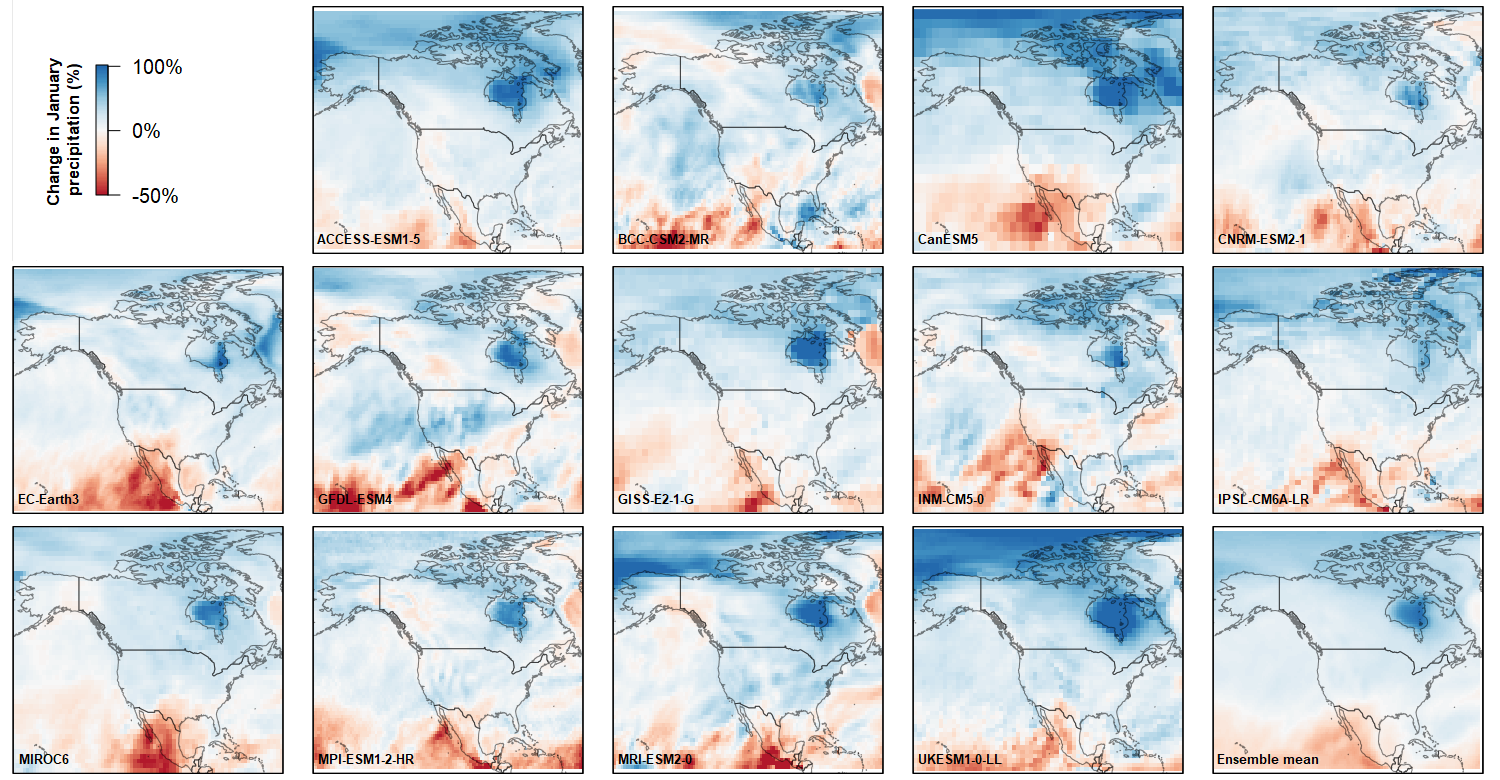 Change in January
precipitation (%)
100%
0%
-50%
ACCESS-ESM1-5
BCC-CSM2-MR
CanESM5
CNRM-ESM2-1
EC-Earth3
GFDL-ESM4
GISS-E2-1-G
INM-CM5-0
IPSL-CM6A-LR
MIROC6
MPI-ESM1-2-HR
MRI-ESM2-0
UKESM1-0-LL
Ensemble mean